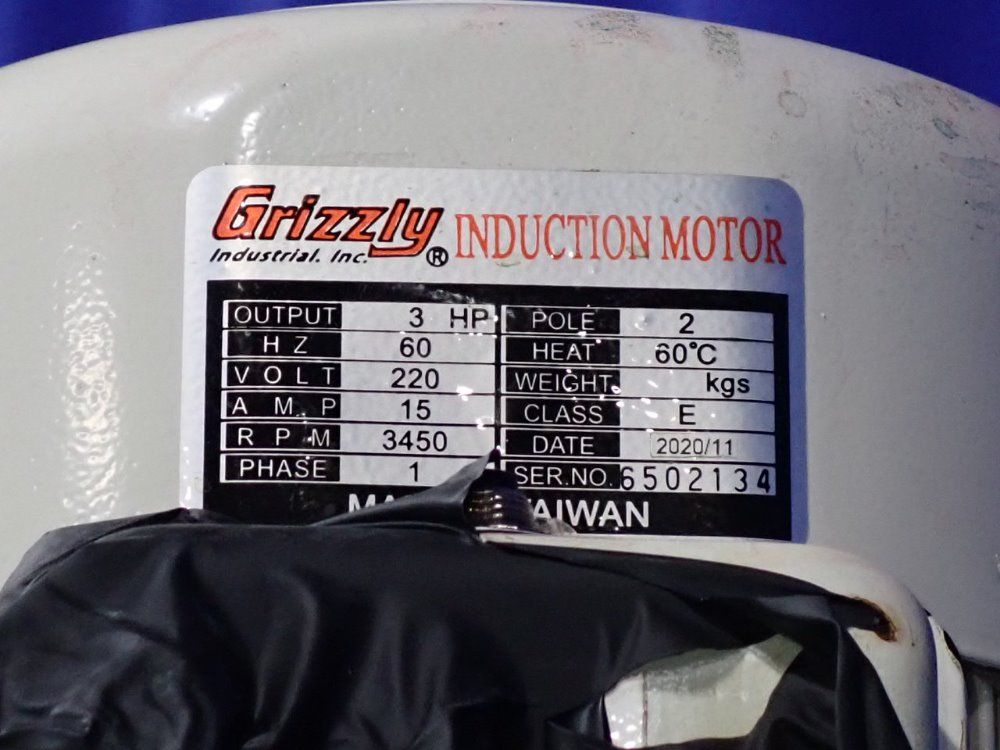 Grizzly ® INDUCTION MOTOR
Industrial. Inc.
OUTPUT 3 HP POLE 2
HZ 60 HEAT 60°C
VOLT 220 WEIGHT kgs
AMP 15 CLASS E
RPM 3450 DATE 2020/11
PHASE 1 SER.NO. 6502134
MA AIWAN